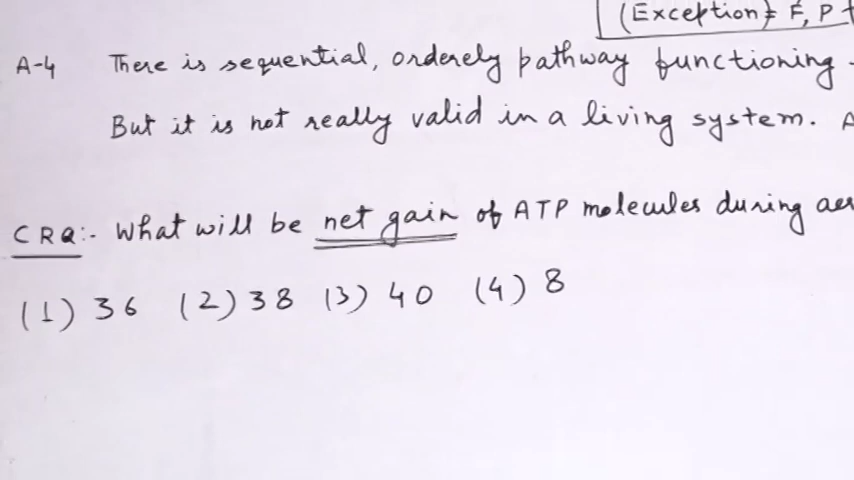 (Exception = F, P
A-4 There is sequential, orderely pathway functioning.
But it is not really valid in a living system. A
CRQ:- What will be net gain of ATP molecules during aer
(1) 36 (2) 38 (3) 40 (4) 8